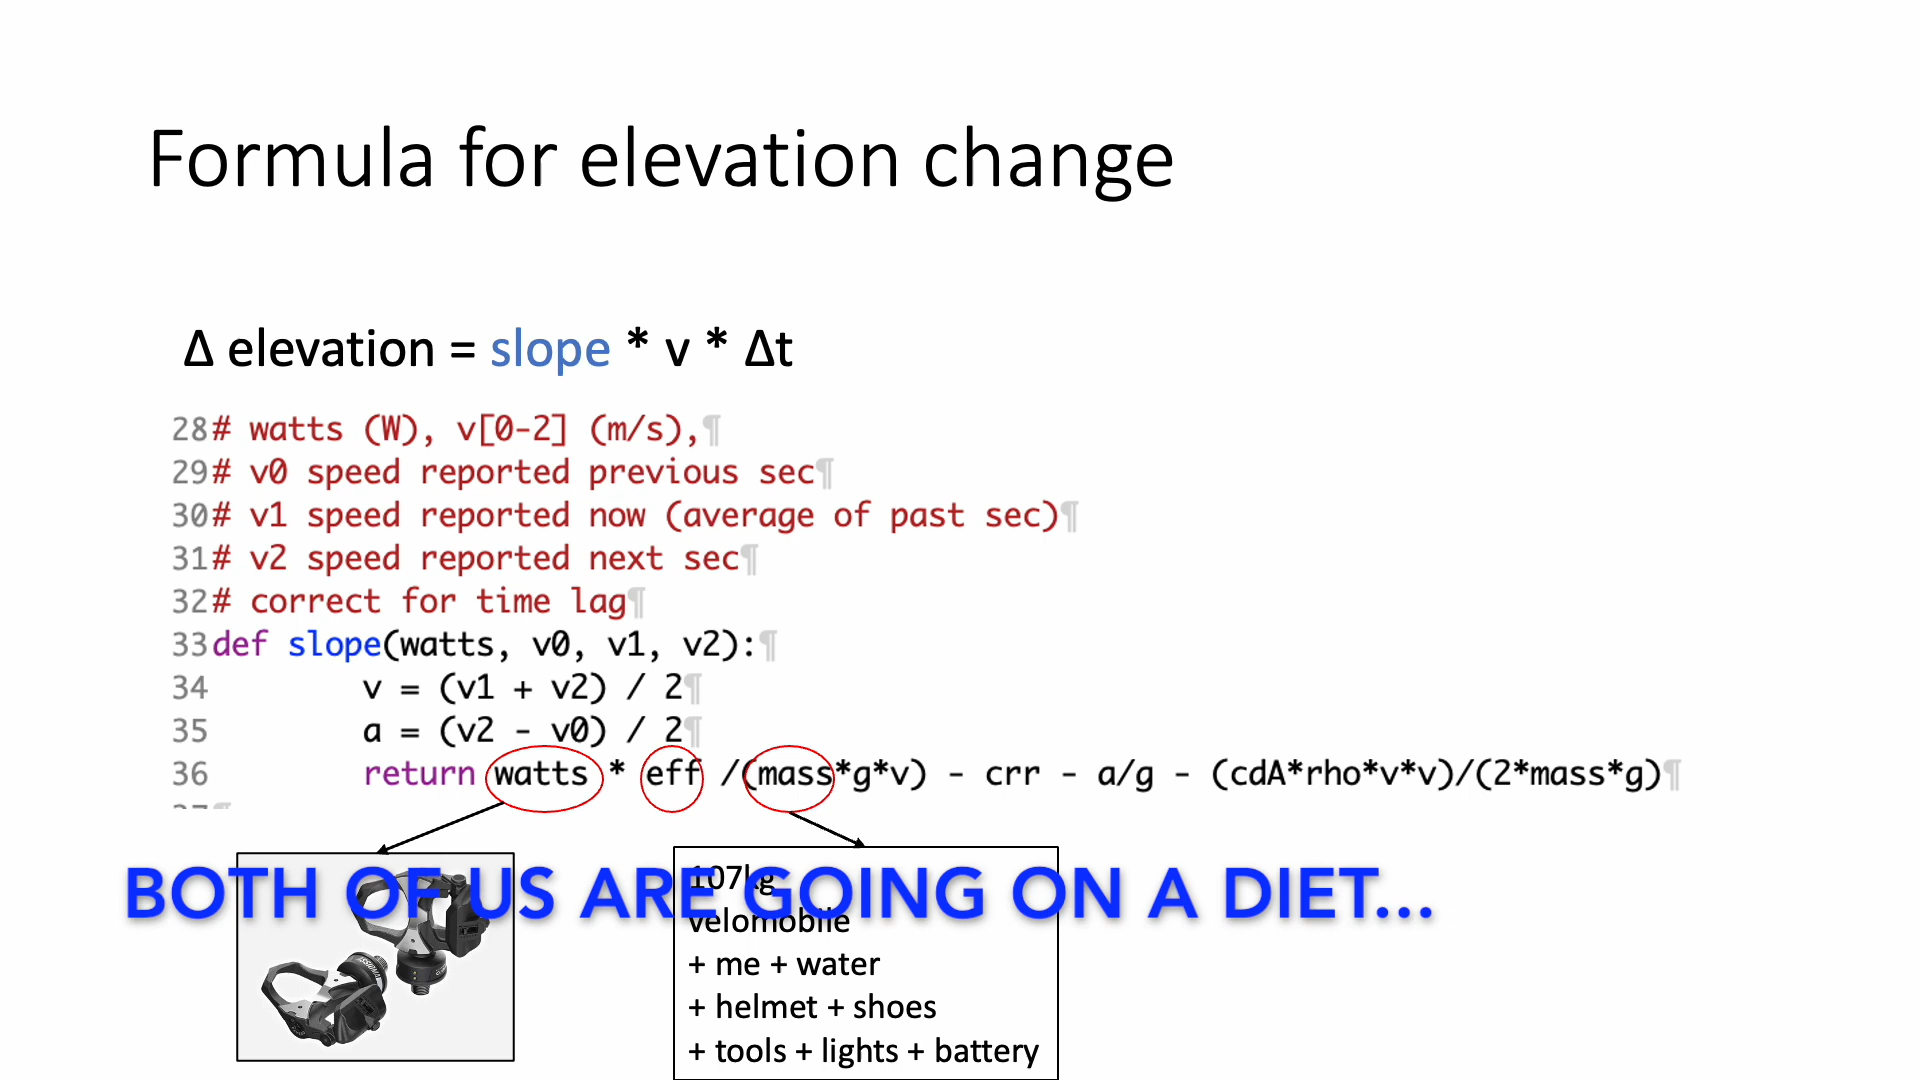 Formula for elevation change
Δ elevation = slope * v * Δt
28# watts (W), v[0-2] (m/s),¶
29# v0 speed reported previous sec¶
30# v1 speed reported now (average of past sec)¶
31# v2 speed reported next sec¶
32# correct for time lag¶
33def slope(watts, v0, v1, v2):¶
34 v = (v1 + v2) / 2¶
35 a = (v2 - v0) / 2¶
36 return watts * eff /(mass*g*v) - crr - a/g - (cdA*rho*v*v)/(2*mass*g)¶
107kg
BOTH OF US ARE GOING ON A DIET...
velomobile
+ me + water
+ helmet + shoes
+ tools + lights + battery